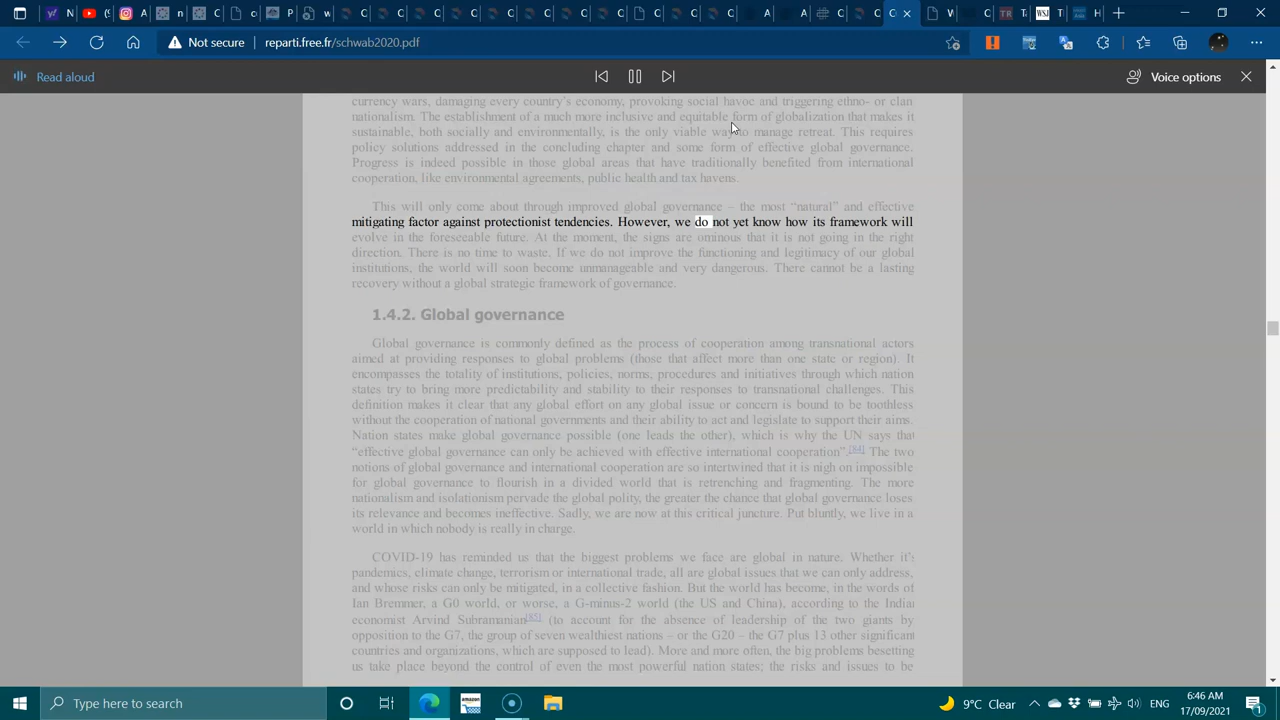 Not secure
reparti.free.fr/schwab2020.pdf
Read aloud
Voice options
currency wars, damaging every country's economy, provoking social havoc and triggering ethno- or clan
nationalism. The establishment of a much more inclusive and equitable form of globalization that makes it
sustainable, both socially and environmentally, is the only viable way to manage retreat. This requires
policy solutions addressed in the concluding chapter and some form of effective global governance.
Progress is indeed possible in those global areas that have traditionally benefited from international
cooperation, like environmental agreements, public health and tax havens.
This will only come about through improved global governance – the most “natural” and effective
mitigating factor against protectionist tendencies. However, we do not yet know how its framework will
evolve in the foreseeable future. At the moment, the signs are ominous that it is not going in the right
direction. There is no time to waste. If we do not improve the functioning and legitimacy of our global
institutions, the world will soon become unmanageable and very dangerous. There cannot be a lasting
recovery without a global strategic framework of governance.
1.4.2. Global governance
Global governance is commonly defined as the process of cooperation among transnational actors
aimed at providing responses to global problems (those that affect more than one state or region). It
encompasses the totality of institutions, policies, norms, procedures and initiatives through which nation
states try to bring more predictability and stability to their responses to transnational challenges. This
definition makes it clear that any global effort on any global issue or concern is bound to be toothless
without the cooperation of national governments and their ability to act and legislate to support their aims.
Nation states make global governance possible (one leads the other), which is why the UN says that
“effective global governance can only be achieved with effective international cooperation”.[84] The two
notions of global governance and international cooperation are so intertwined that it is nigh on impossible
for global governance to flourish in a divided world that is retrenching and fragmenting. The more
nationalism and isolationism pervade the global polity, the greater the chance that global governance loses
its relevance and becomes ineffective. Sadly, we are now at this critical juncture. Put bluntly, we live in a
world in which nobody is really in charge.
COVID-19 has reminded us that the biggest problems we face are global in nature. Whether it's
pandemics, climate change, terrorism or international trade, all are global issues that we can only address,
and whose risks can only be mitigated, in a collective fashion. But the world has become, in the words of
Ian Bremmer, a G0 world, or worse, a G-minus-2 world (the US and China), according to the Indian
economist Arvind Subramanian[85] (to account for the absence of leadership of the two giants by
opposition to the G7, the group of seven wealthiest nations – or the G20 – the G7 plus 13 other significant
countries and organizations, which are supposed to lead). More and more often, the big problems besetting
us take place beyond the control of even the most powerful nation states; the risks and issues to be
Type here to search
9°C Clear
ENG
6:46 AM
17/09/2021